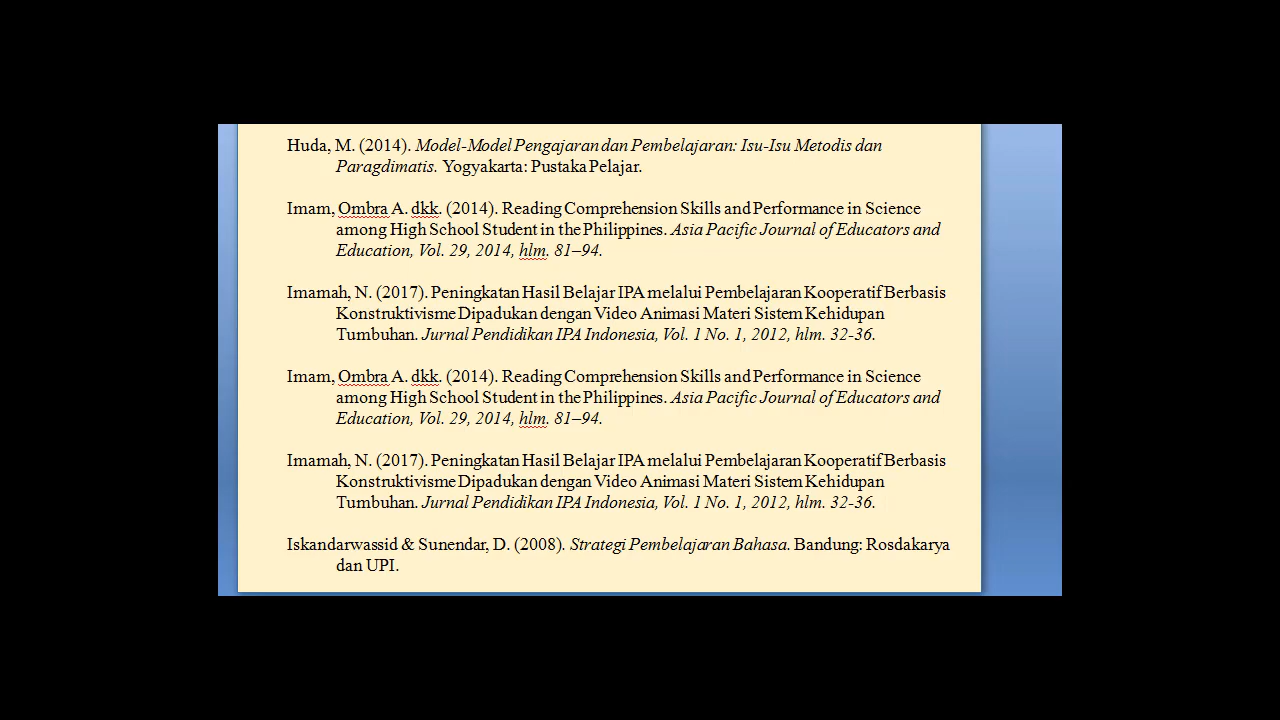 Huda, M. (2014). Model-Model Pengajaran dan Pembelajaran: Isu-Isu Metodis dan
Paragdimatis. Yogyakarta: Pustaka Pelajar.
Imam, Ombra A. dkk. (2014). Reading Comprehension Skills and Performance in Science
among High School Student in the Philippines. Asia Pacific Journal of Educators and
Education, Vol. 29, 2014, hlm. 81–94.
Imamah, N. (2017). Peningkatan Hasil Belajar IPA melalui Pembelajaran Kooperatif Berbasis
Konstruktivisme Dipadukan dengan Video Animasi Materi Sistem Kehidupan
Tumbuhan. Jurnal Pendidikan IPA Indonesia, Vol. 1 No. 1, 2012, hlm. 32-36.
Imam, Ombra A. dkk. (2014). Reading Comprehension Skills and Performance in Science
among High School Student in the Philippines. Asia Pacific Journal of Educators and
Education, Vol. 29, 2014, hlm. 81–94.
Imamah, N. (2017). Peningkatan Hasil Belajar IPA melalui Pembelajaran Kooperatif Berbasis
Konstruktivisme Dipadukan dengan Video Animasi Materi Sistem Kehidupan
Tumbuhan. Jurnal Pendidikan IPA Indonesia, Vol. 1 No. 1, 2012, hlm. 32-36.
Iskandarwassid & Sunendar, D. (2008). Strategi Pembelajaran Bahasa. Bandung: Rosdakarya
dan UPI.